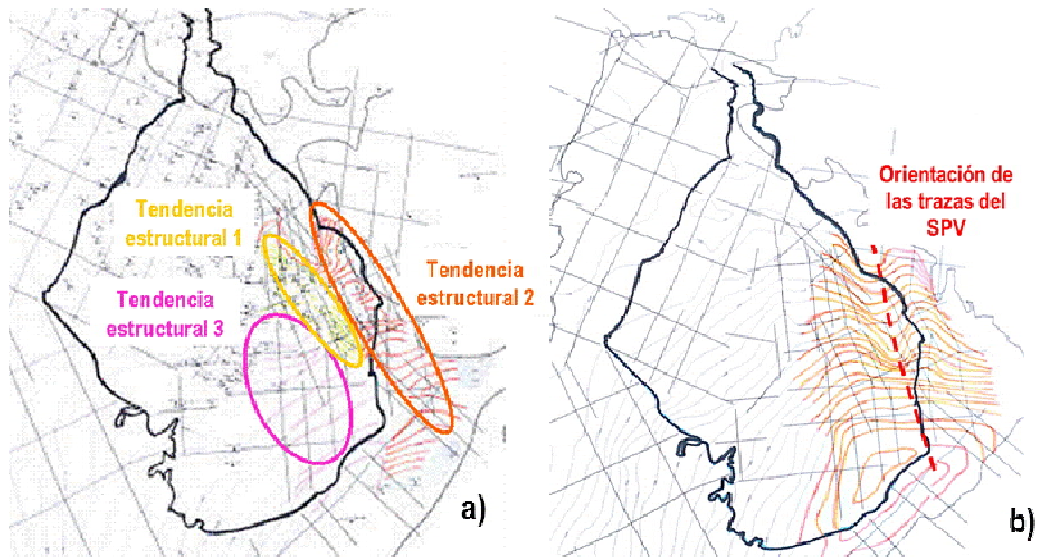 Tendencia
estructural 1
Tendencia
estructural 2
Tendencia
estructural 3
a)
Orientación de
las trazas del
SPV
b)